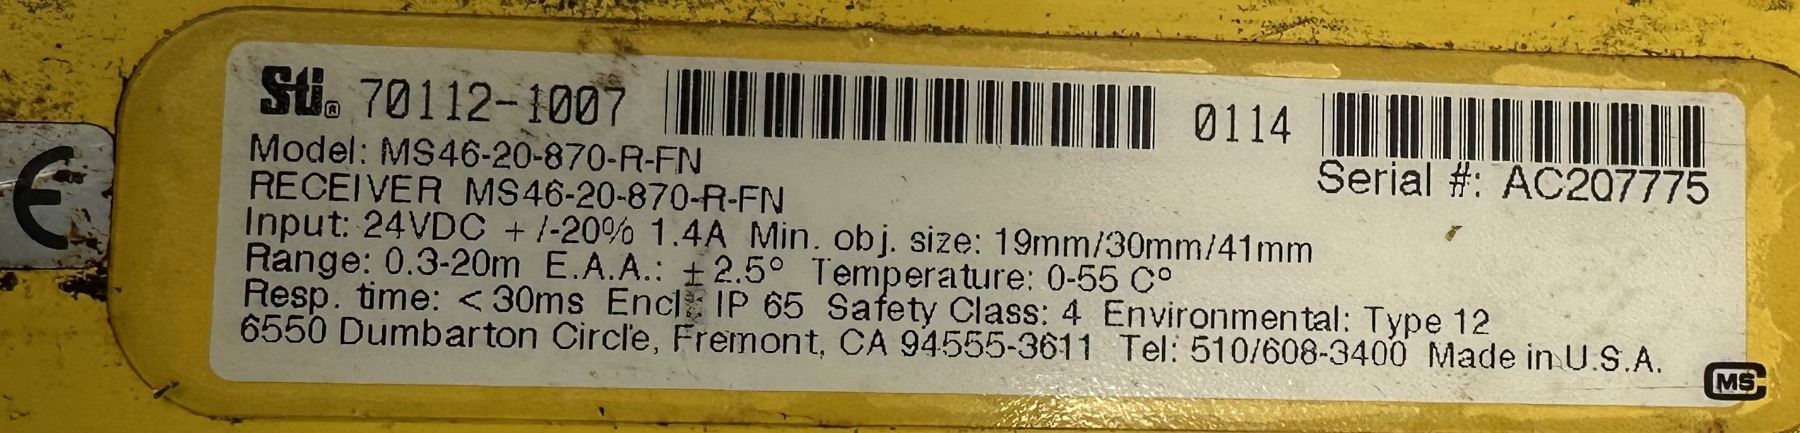 Sti® 70112-1007 0114
Model: MS46-20-870-R-FN
Serial #: AC207775
RECEIVER MS46-20-870-R-FN
Input: 24VDC +/-20% 1.4A Min. obj. size: 19mm/30mm/41mm
Range: 0.3-20m E.A.A.: ±2.5° Temperature: 0-55 C°
Resp. time: <30ms Encl: IP 65 Safety Class: 4 Environmental: Type 12
6550 Dumbarton Circle, Fremont, CA 94555-3611 Tel: 510/608-3400 Made in U.S.A.
CE
MS